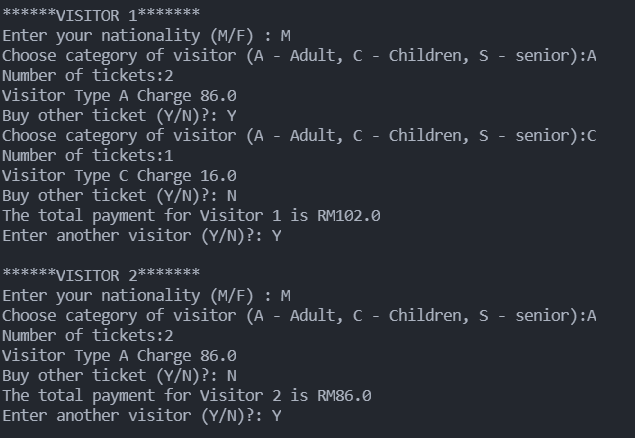 ******VISITOR 1*******
Enter your nationality (M/F) : M
Choose category of visitor (A - Adult, C - Children, S - senior):A
Number of tickets:2
Visitor Type A Charge 86.0
Buy other ticket (Y/N)?: Y
Choose category of visitor (A - Adult, C - Children, S - senior):C
Number of tickets:1
Visitor Type C Charge 16.0
Buy other ticket (Y/N)?: N
The total payment for Visitor 1 is RM102.0
Enter another visitor (Y/N)?: Y

******VISITOR 2*******
Enter your nationality (M/F) : M
Choose category of visitor (A - Adult, C - Children, S - senior):A
Number of tickets:2
Visitor Type A Charge 86.0
Buy other ticket (Y/N)?: N
The total payment for Visitor 2 is RM86.0
Enter another visitor (Y/N)?: Y